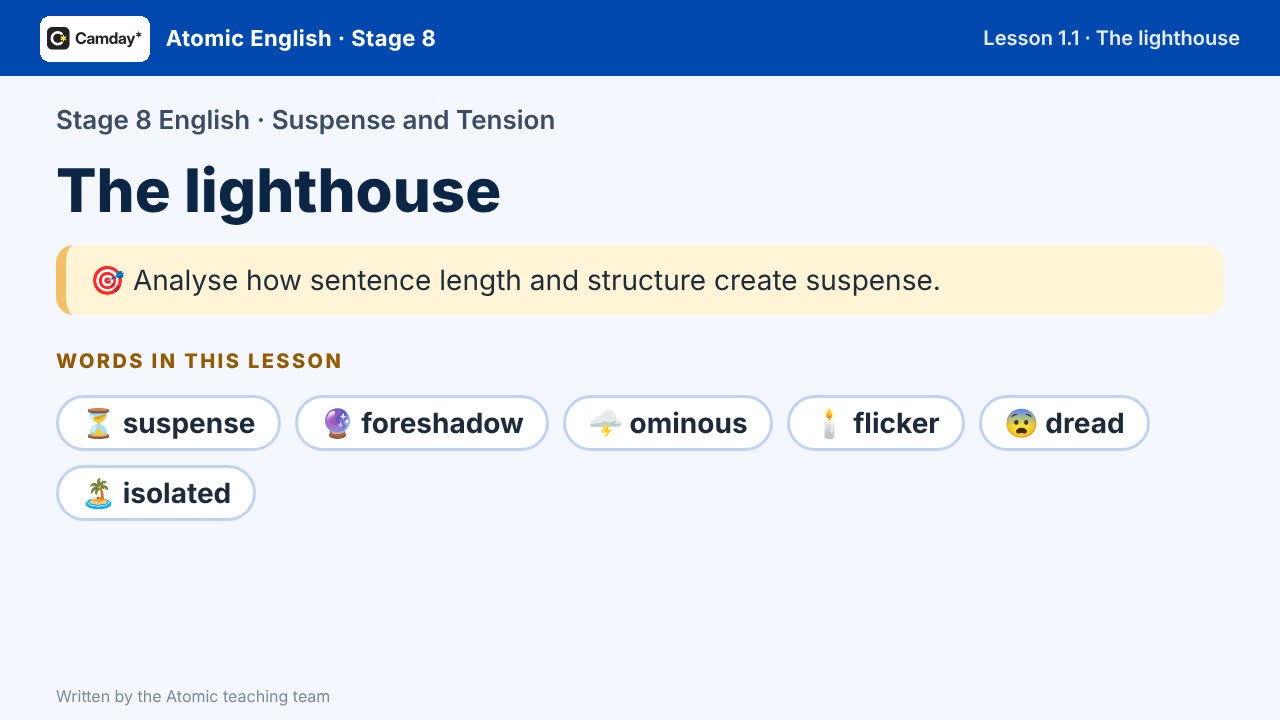 Camday* Atomic English · Stage 8
Lesson 1.1 · The lighthouse
Stage 8 English · Suspense and Tension
The lighthouse
🎯 Analyse how sentence length and structure create suspense.
WORDS IN THIS LESSON
⏳ suspense 🔮 foreshadow 🌩️ ominous 🕯️ flicker 😨 dread
🏝️ isolated
Written by the Atomic teaching team